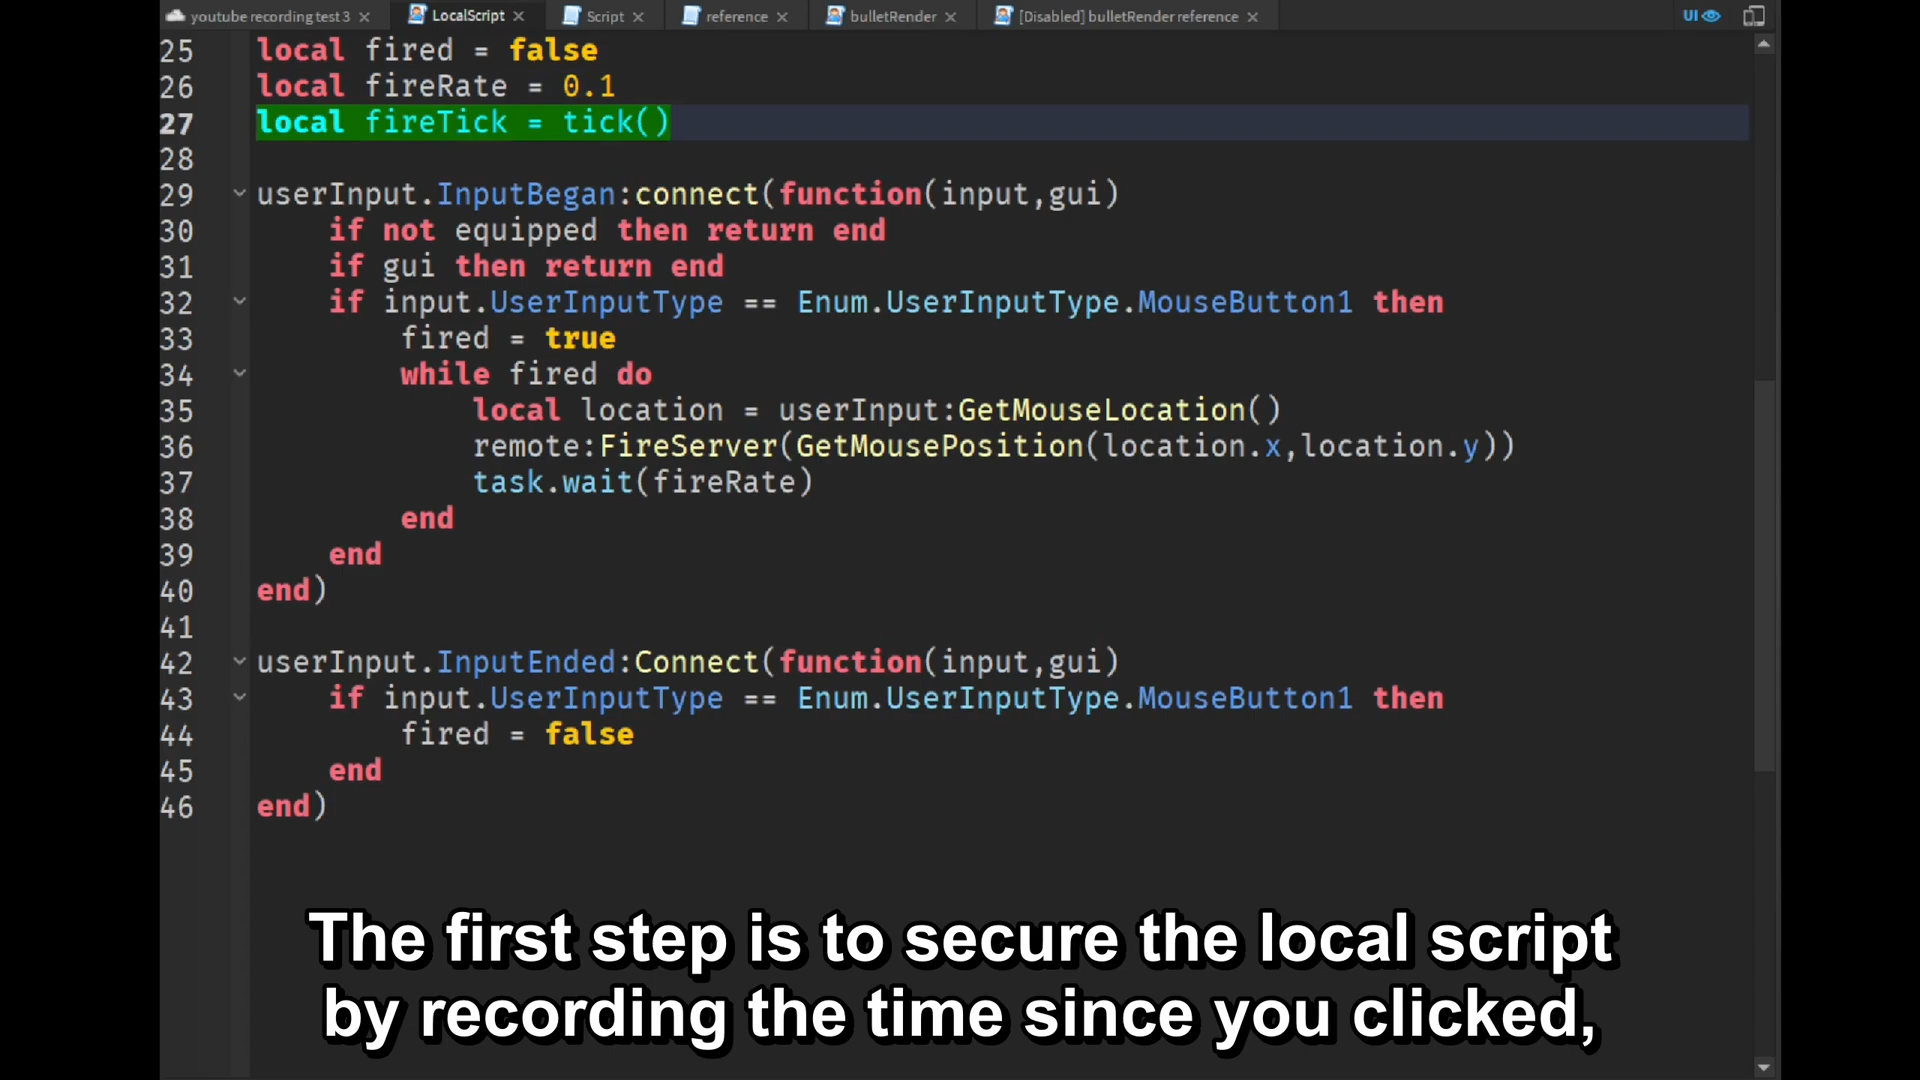 youtube recording test 3 × LocalScript × Script × reference × bulletRender × [Disabled] bulletRender reference × UI
25 local fired = false
26 local fireRate = 0.1
27 local fireTick = tick()
28
29 userInput.InputBegan:connect(function(input,gui)
30 if not equipped then return end
31 if gui then return end
32 if input.UserInputType == Enum.UserInputType.MouseButton1 then
33 fired = true
34 while fired do
35 local location = userInput:GetMouseLocation()
36 remote:FireServer(GetMousePosition(location.x,location.y))
37 task.wait(fireRate)
38 end
39 end
40 end)
41
42 userInput.InputEnded:Connect(function(input,gui)
43 if input.UserInputType == Enum.UserInputType.MouseButton1 then
44 fired = false
45 end
46 end)
The first step is to secure the local script
by recording the time since you clicked,